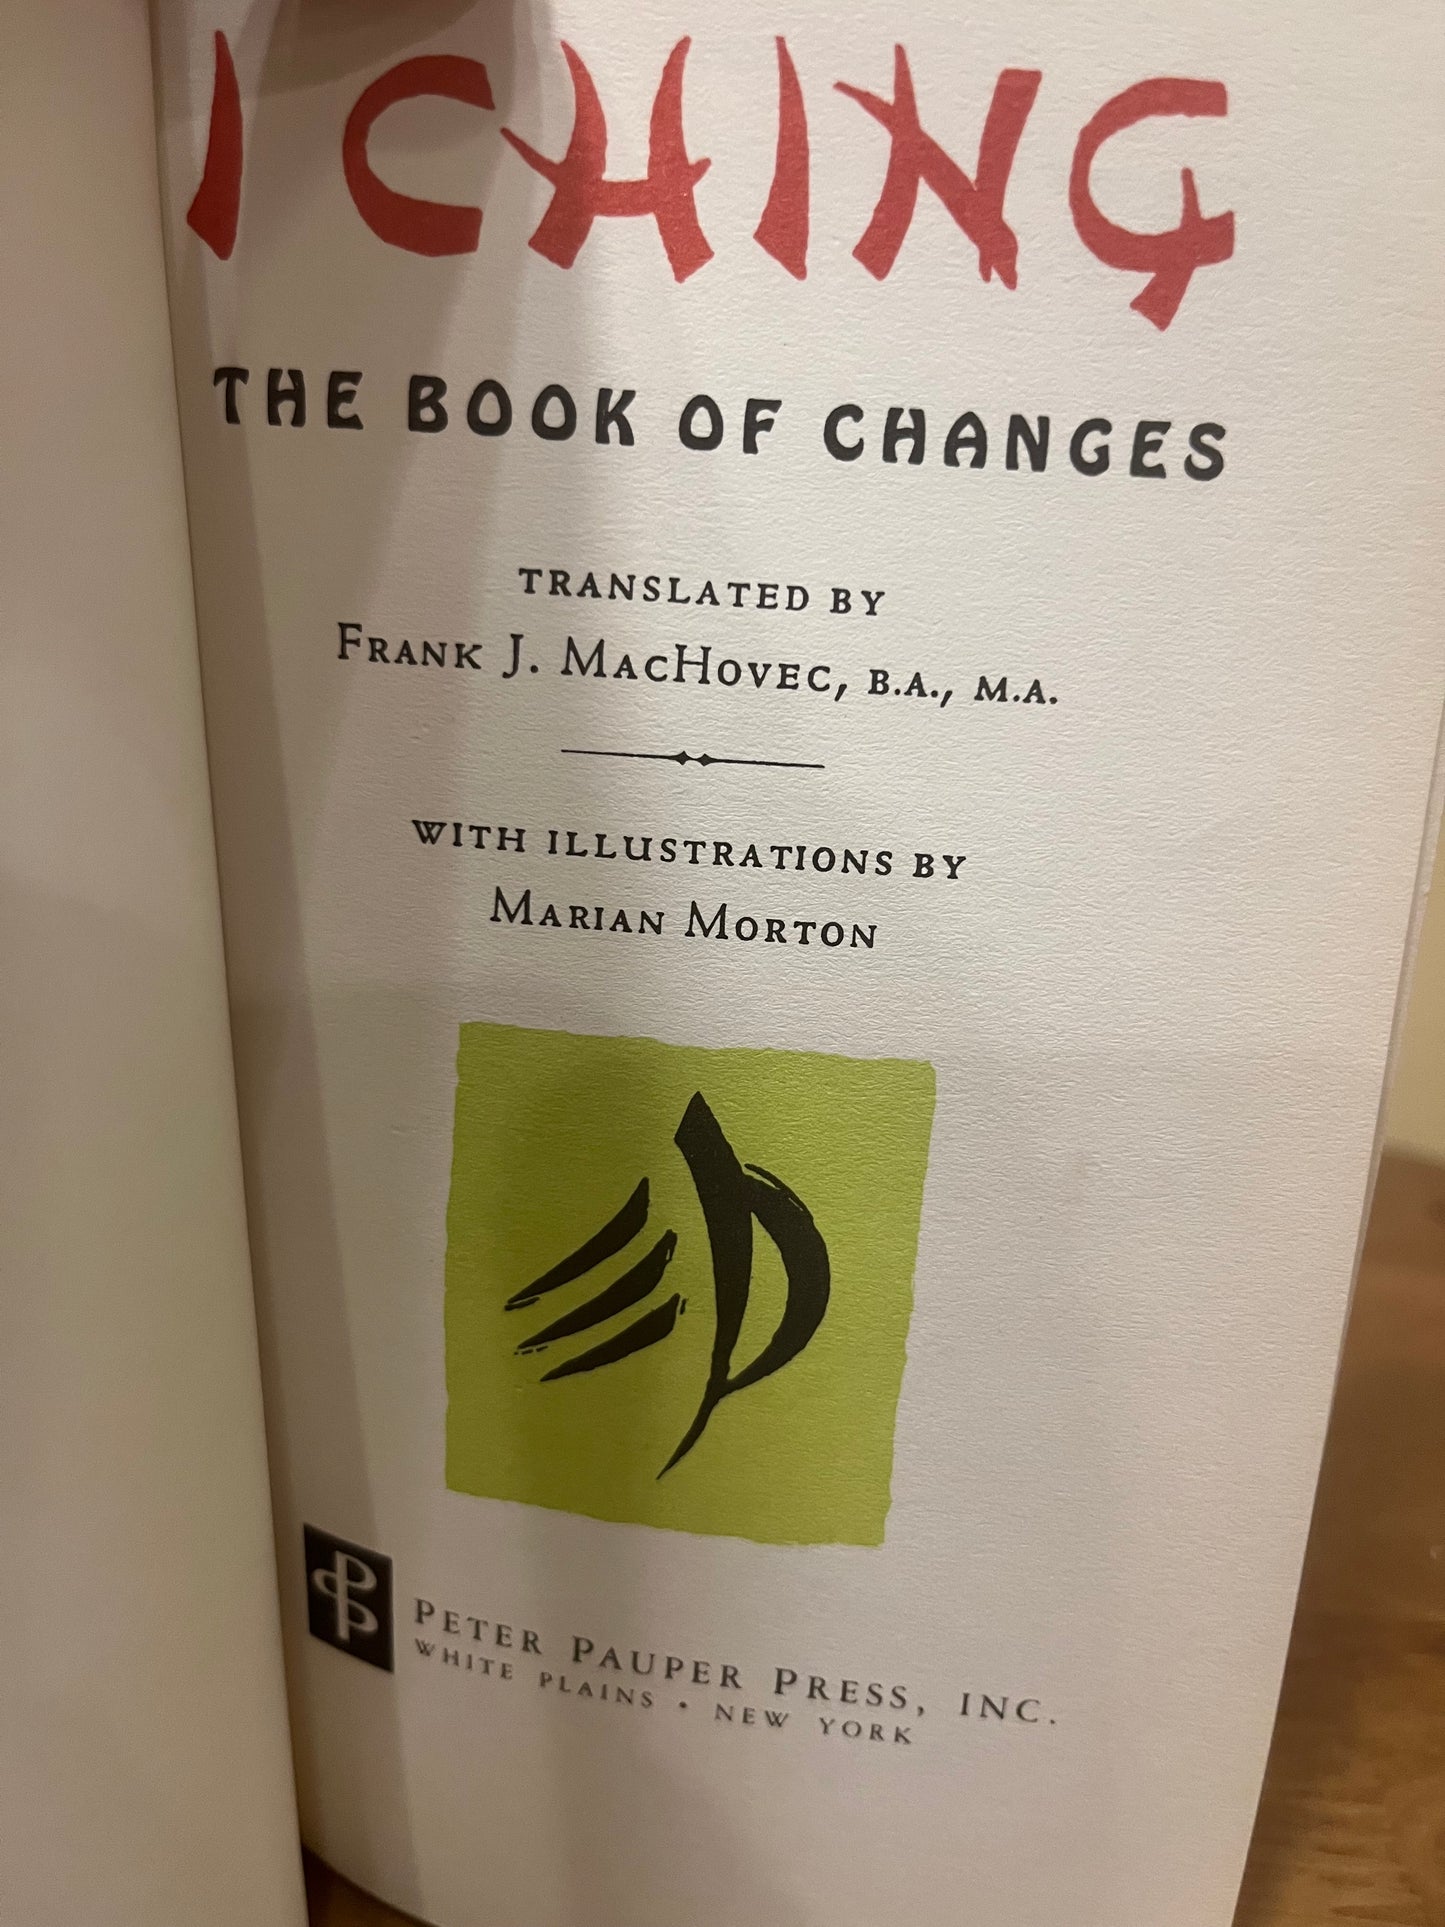 I CHING
THE BOOK OF CHANGES
TRANSLATED BY
FRANK J. MACHOVEC, B.A., M.A.
WITH ILLUSTRATIONS BY
MARIAN MORTON
PETER PAUPER PRESS, INC.
WHITE PLAINS • NEW YORK